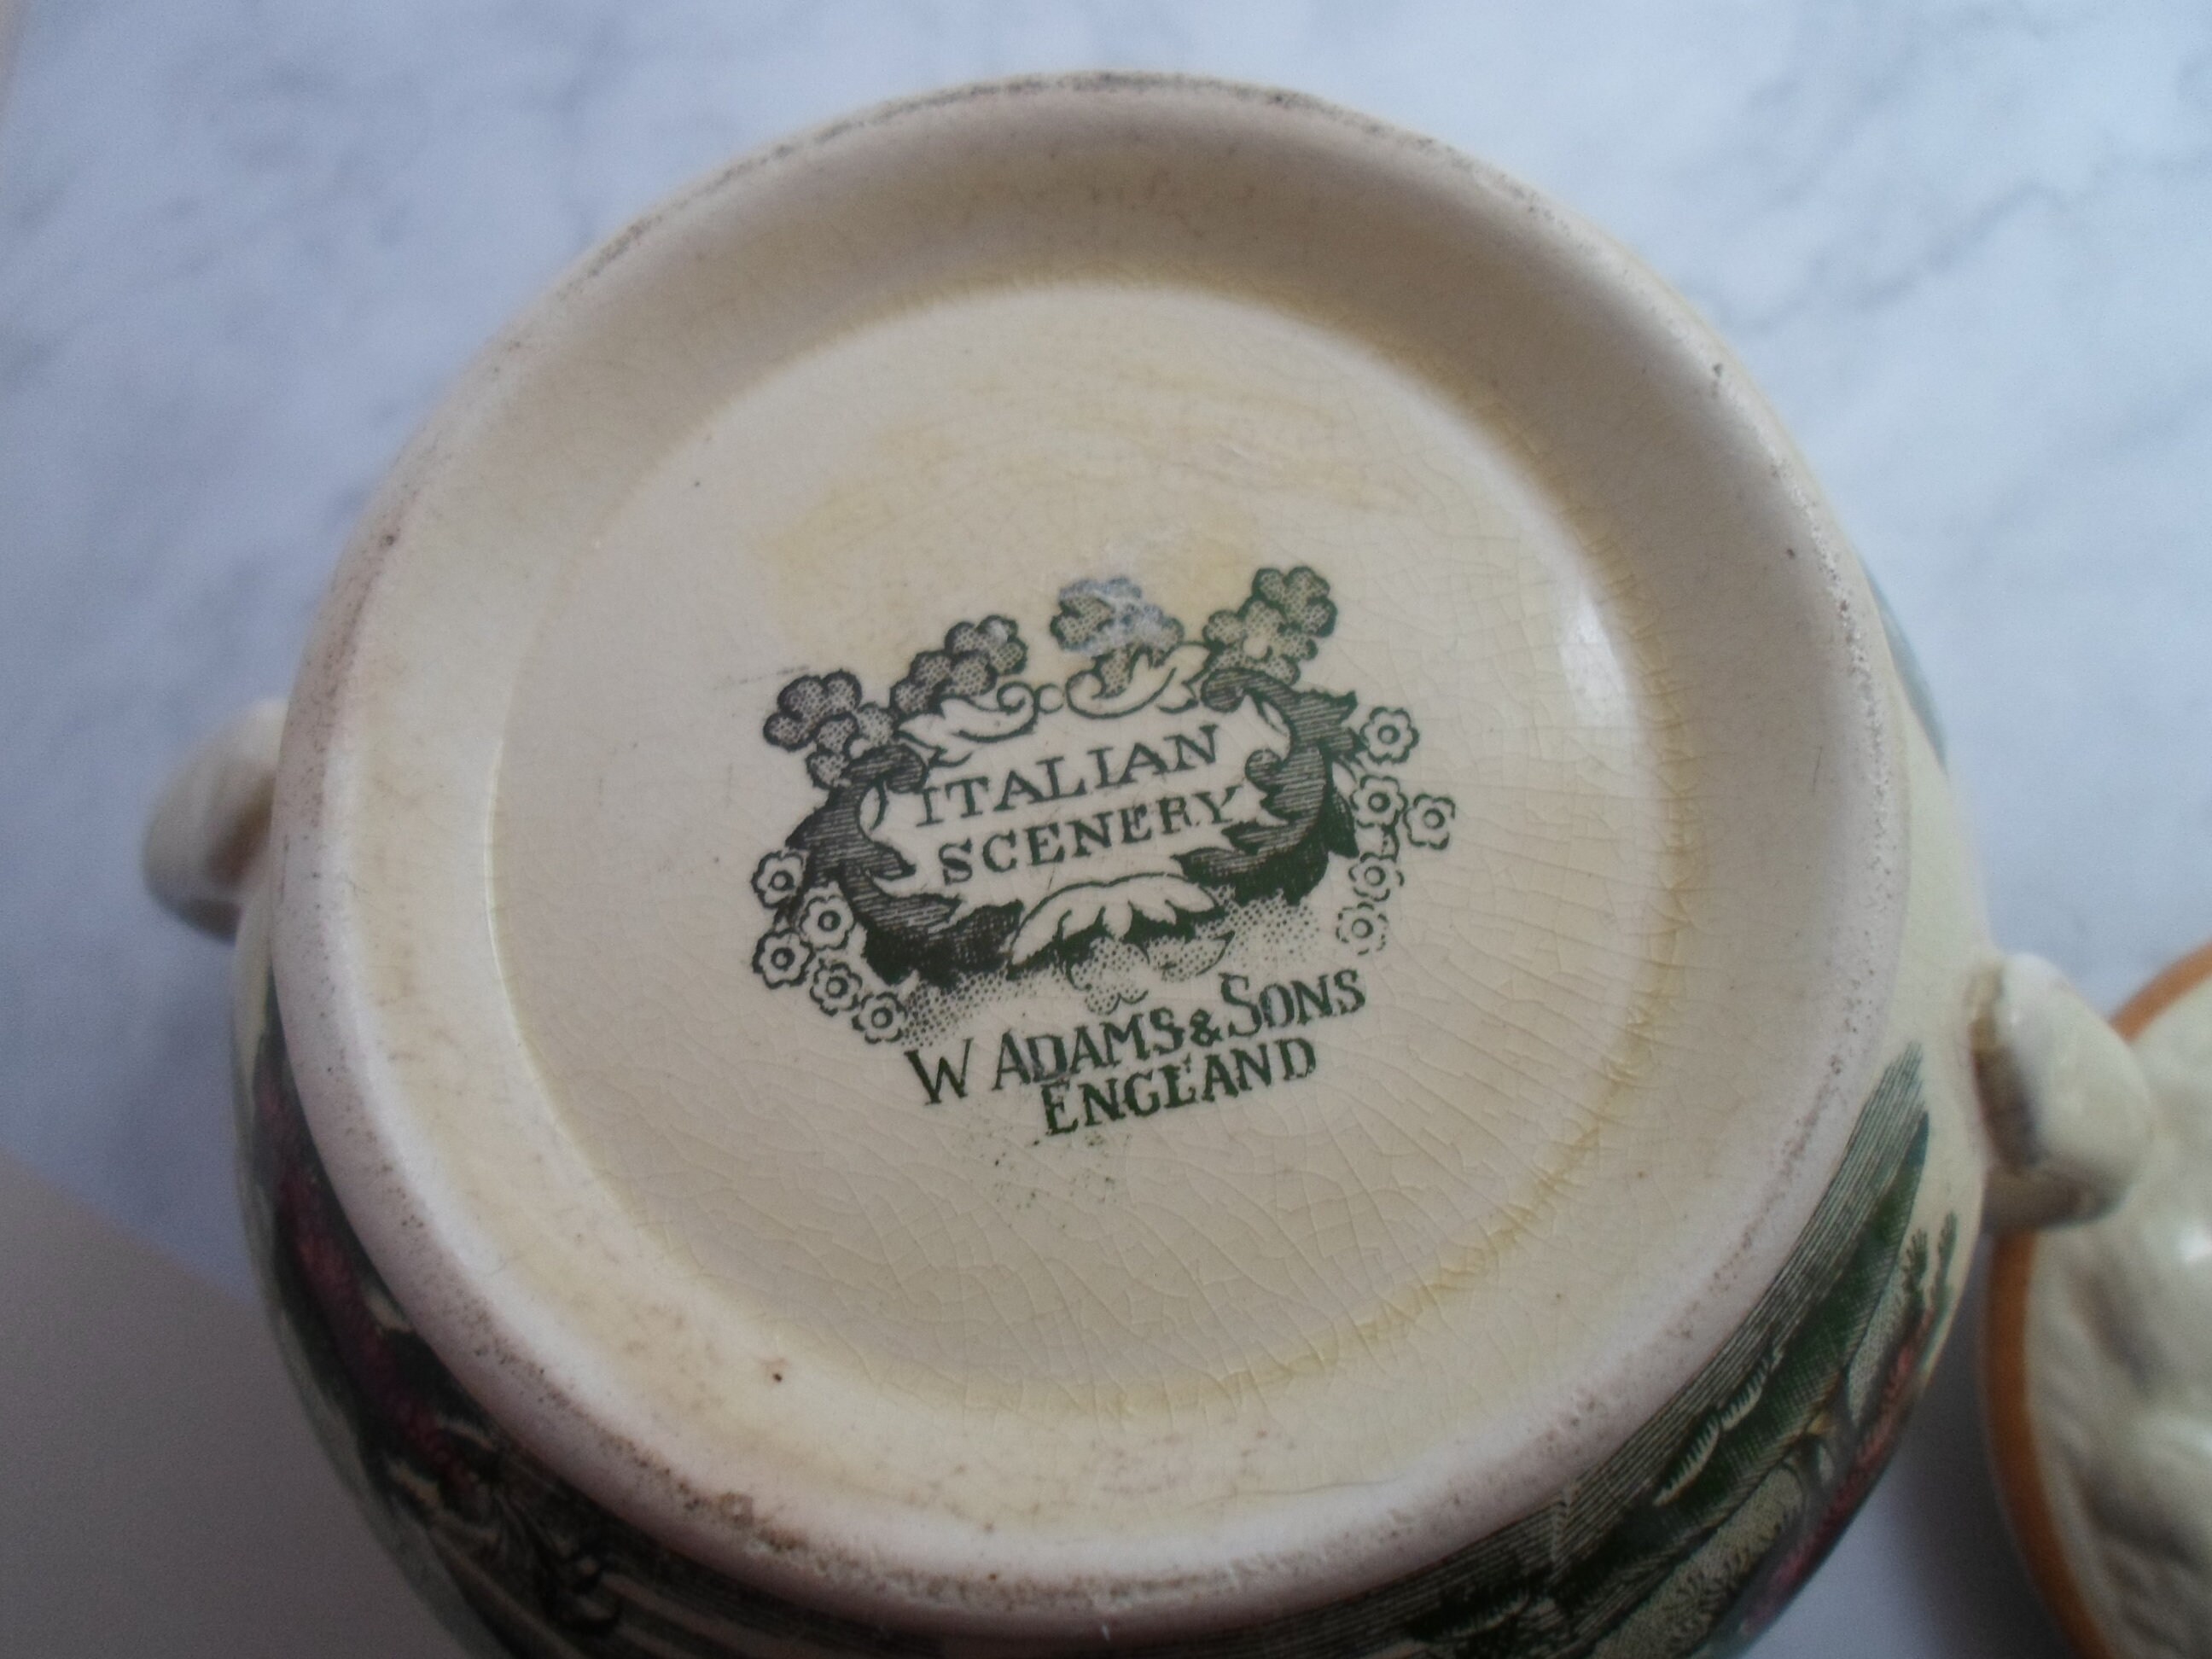 ITALIAN
SCENERY
W ADAMS & SONS
ENGLAND